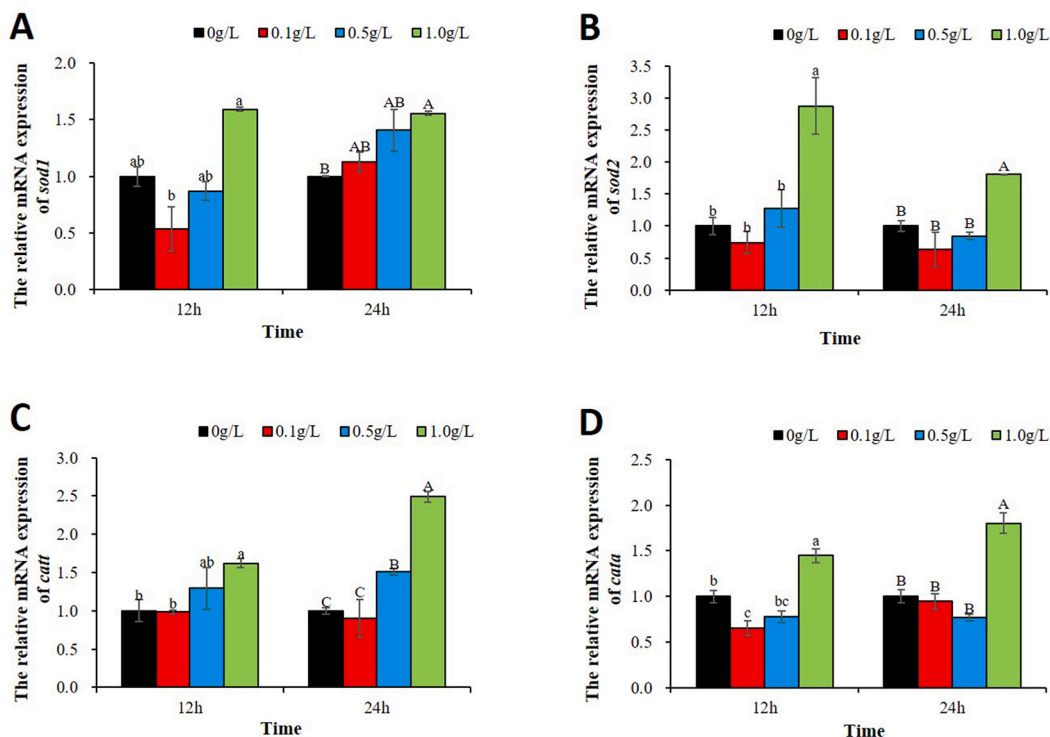 A
0g/L 0.1g/L 0.5g/L 1.0g/L
The relative mRNA expression
of sod1
2.0
1.5
1.0
0.5
0.0
ab
b
ab
a
B
AB
AB
A
12h 24h
Time
B
0g/L 0.1g/L 0.5g/L 1.0g/L
The relative mRNA expression
of sod2
3.5
3.0
2.5
2.0
1.5
1.0
0.5
0.0
b
b
b
a
B
B
B
A
12h 24h
Time
C
0g/L 0.1g/L 0.5g/L 1.0g/L
The relative mRNA expression
of catt
3.0
2.5
2.0
1.5
1.0
0.5
0.0
b
b
ab
a
C
C
B
A
12h 24h
Time
D
0g/L 0.1g/L 0.5g/L 1.0g/L
The relative mRNA expression
of cata
2.5
2.0
1.5
1.0
0.5
0.0
b
c
bc
a
B
B
B
A
12h 24h
Time